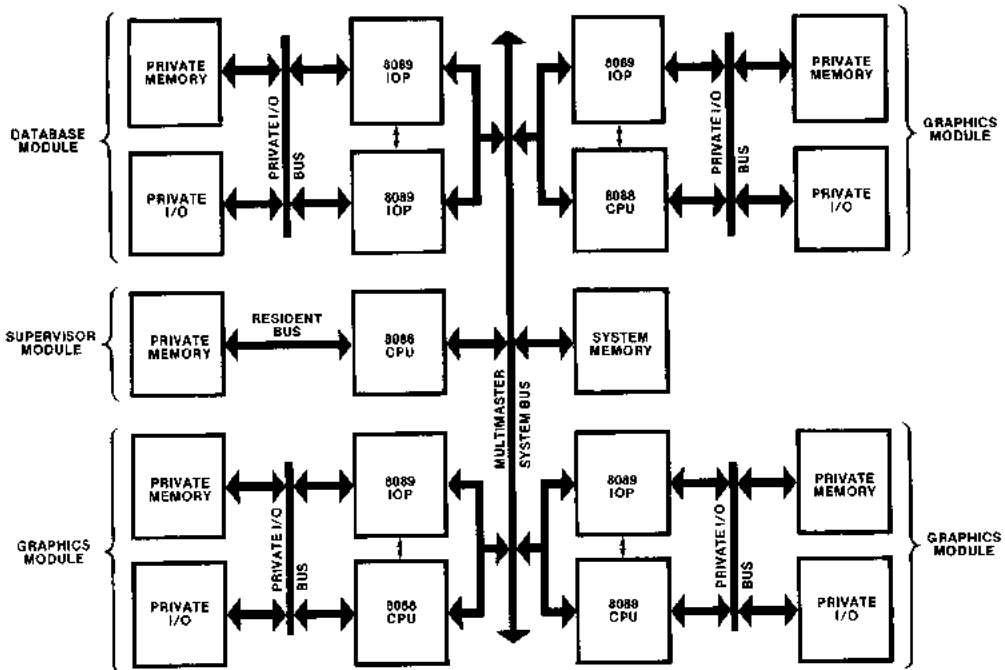 DATABASE
MODULE
PRIVATE
MEMORY
PRIVATE
I/O
PRIVATE I/O
BUS
8089
IOP
8089
IOP
8089
IOP
8088
CPU
PRIVATE I/O
BUS
PRIVATE
MEMORY
PRIVATE
I/O
GRAPHICS
MODULE
SUPERVISOR
MODULE
PRIVATE
MEMORY
RESIDENT
BUS
8086
CPU
SYSTEM
MEMORY
MULTIMASTER
SYSTEM BUS
GRAPHICS
MODULE
PRIVATE
MEMORY
PRIVATE
I/O
PRIVATE I/O
BUS
8089
IOP
8088
CPU
8089
IOP
8089
CPU
PRIVATE I/O
BUS
PRIVATE
MEMORY
PRIVATE
I/O
GRAPHICS
MODULE